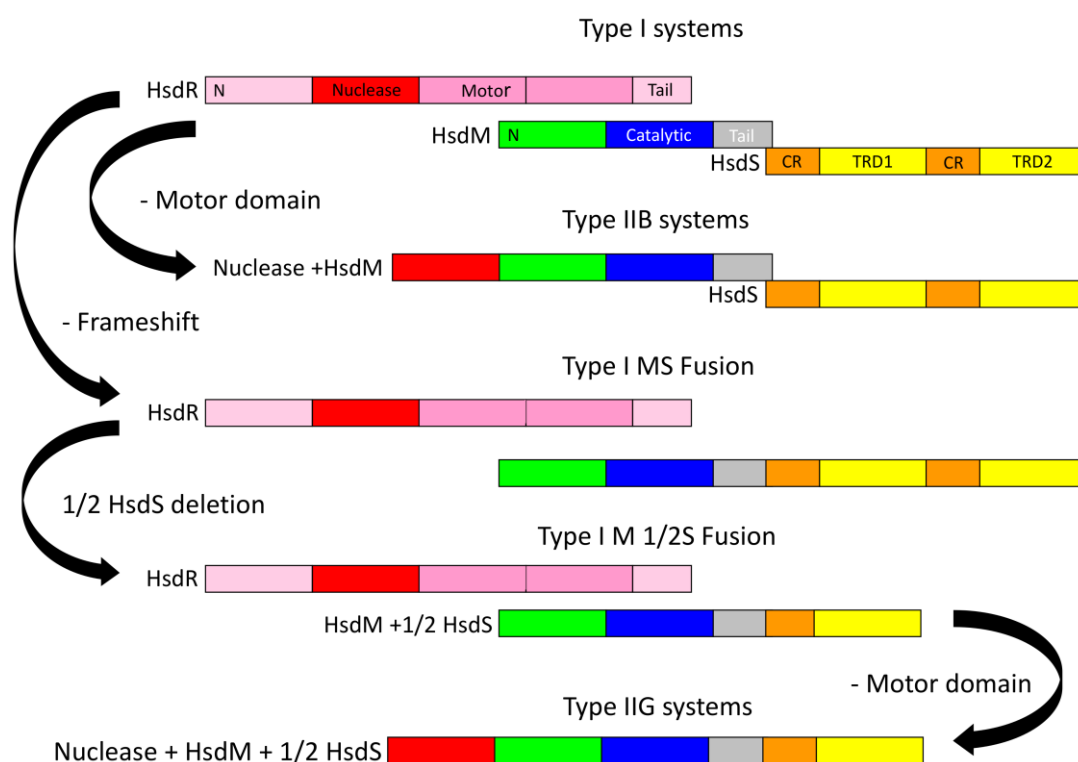 Type I systems
HsdR N Nuclease Motor Tail
HsdM N Catalytic Tail
HsdS CR TRD1 CR TRD2
- Motor domain
Type IIB systems
Nuclease +HsdM
HsdS
- Frameshift
Type I MS Fusion
HsdR
1/2 HsdS deletion
Type I M 1/2S Fusion
HsdR
HsdM +1/2 HsdS
- Motor domain
Type IIG systems
Nuclease + HsdM + 1/2 HsdS